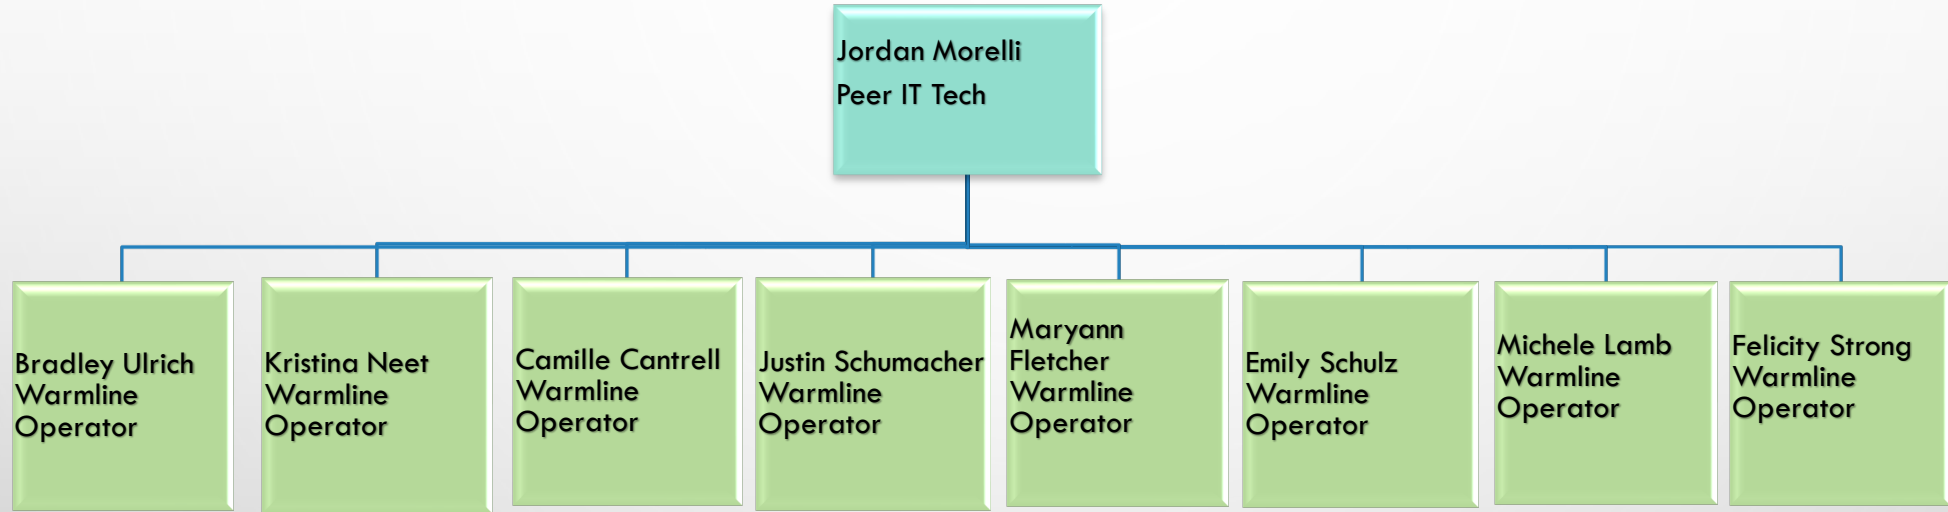 Jordan Morelli
Peer IT Tech
Bradley Ulrich
Warmline
Operator
Kristina Neet
Warmline
Operator
Camille Cantrell
Warmline
Operator
Justin Schumacher
Warmline
Operator
Maryann
Fletcher
Warmline
Operator
Emily Schulz
Warmline
Operator
Michele Lamb
Warmline
Operator
Felicity Strong
Warmline
Operator